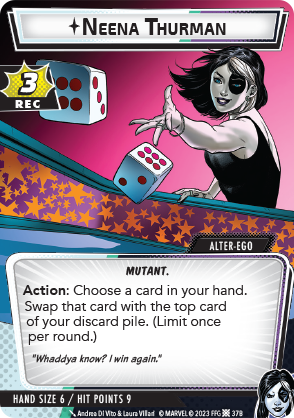 NEENA THURMAN
3
REC
ALTER-EGO
MUTANT.
Action: Choose a card in your hand.
Swap that card with the top card
of your discard pile. (Limit once
per round.)
"Whaddya know? I win again."
HAND SIZE 6 / HIT POINTS 9
Andrea Di Vito & Laura Villari © MARVEL © 2023 FFG 37B